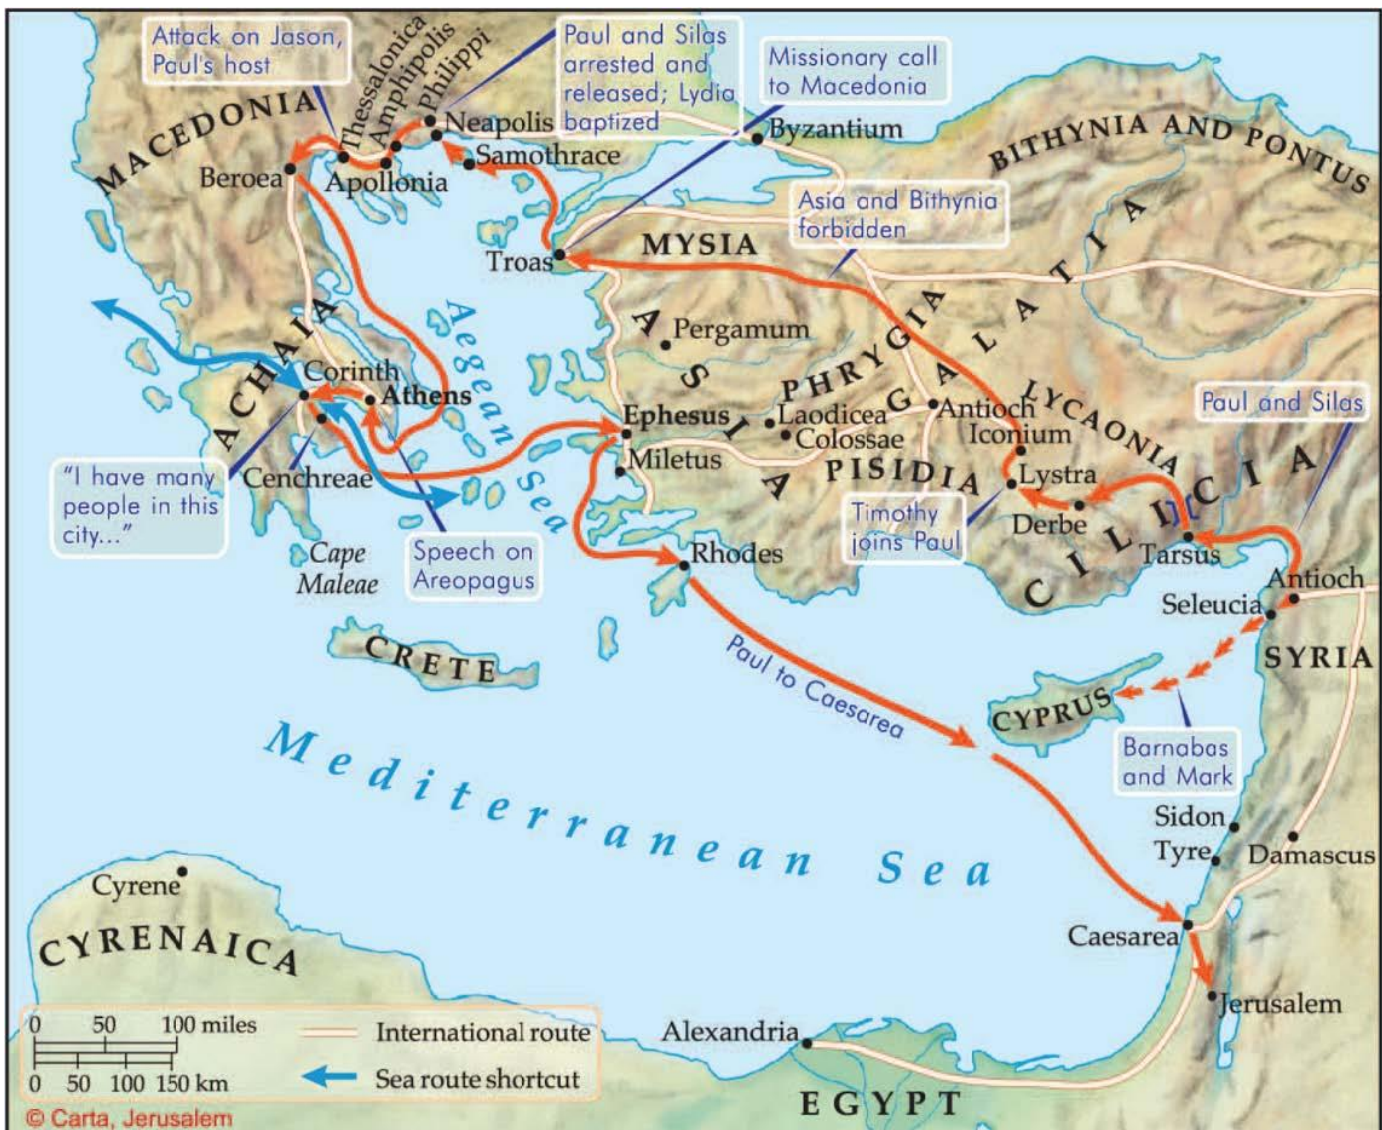 Attack on Jason,
Paul's host
Thessalonica
Amphipolis
Philippi
Paul and Silas
arrested and
released; Lydia
baptized
Missionary call
to Macedonia
MACEDONIA
Neapolis
Byzantium
BITHYNIA AND PONTUS
Samothrace
Beroea
Apollonia
Asia and Bithynia
forbidden
MYSIA
Troas
GALATIA
Aegean Sea
Pergamum
ASIA
PHRYGIA
ACHAIA
Corinth
Athens
Ephesus
Laodicea
Colossae
Antioch
Iconium
LYCAONIA
Paul and Silas
Miletus
PISIDIA
Lystra
CILICIA
"I have many
people in this
city..."
Cenchreae
Timothy
joins Paul
Derbe
Tarsus
Cape
Maleae
Speech on
Areopagus
Rhodes
Antioch
Seleucia
CRETE
SYRIA
Paul to Caesarea
CYPRUS
Barnabas
and Mark
Mediterranean Sea
Sidon
Tyre
Damascus
Cyrene
CYRENAICA
Caesarea
Jerusalem
Alexandria
EGYPT
0 50 100 miles
0 50 100 150 km
International route
Sea route shortcut
© Carta, Jerusalem